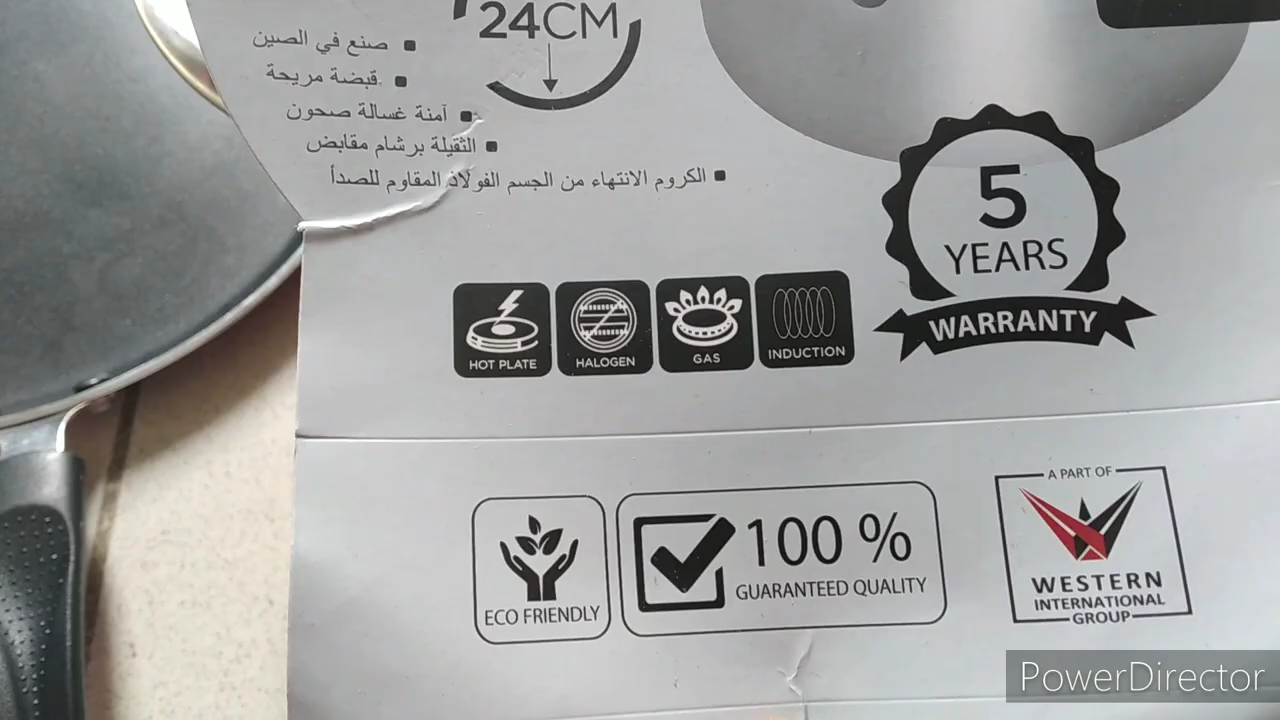 24CM
صنع في الصين
قبضة مريحة
آمنة غسالة صحون
الثقيلة برشام مقابض
الكروم الانتهاء من الجسم الفولاذ المقاوم للصدأ
5
YEARS
WARRANTY
HOT PLATE
HALOGEN
GAS
INDUCTION
ECO FRIENDLY
100 %
GUARANTEED QUALITY
A PART OF
WESTERN
INTERNATIONAL
GROUP
PowerDirector